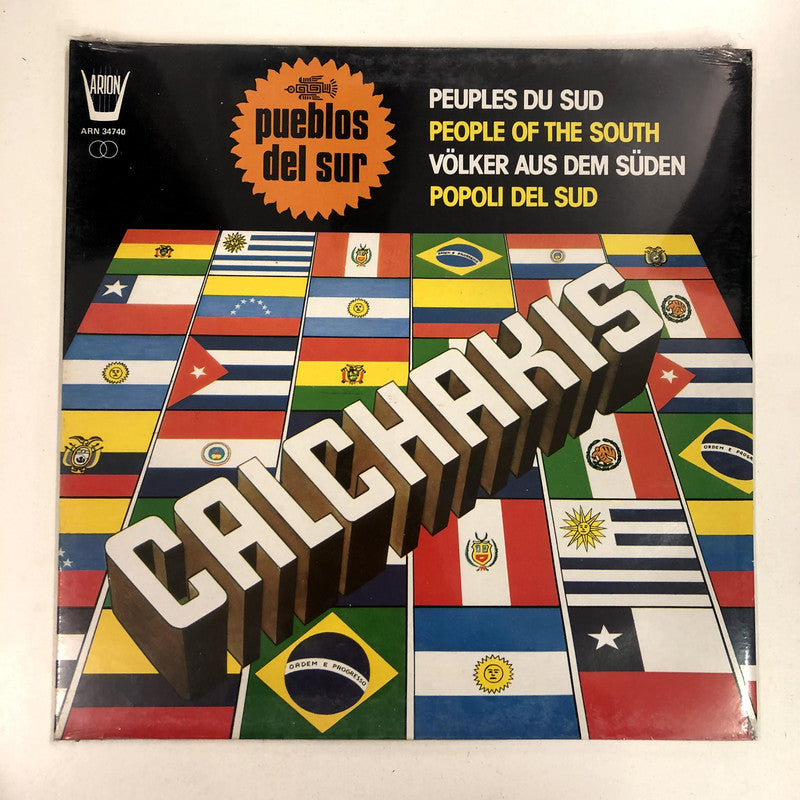 ARION
ARN 34740
pueblos
del sur
PEUPLES DU SUD
PEOPLE OF THE SOUTH
VÖLKER AUS DEM SÜDEN
POPOLI DEL SUD
CALCHAKIS
ORDEM E PROGRE
ORDEM E PROGRESSO